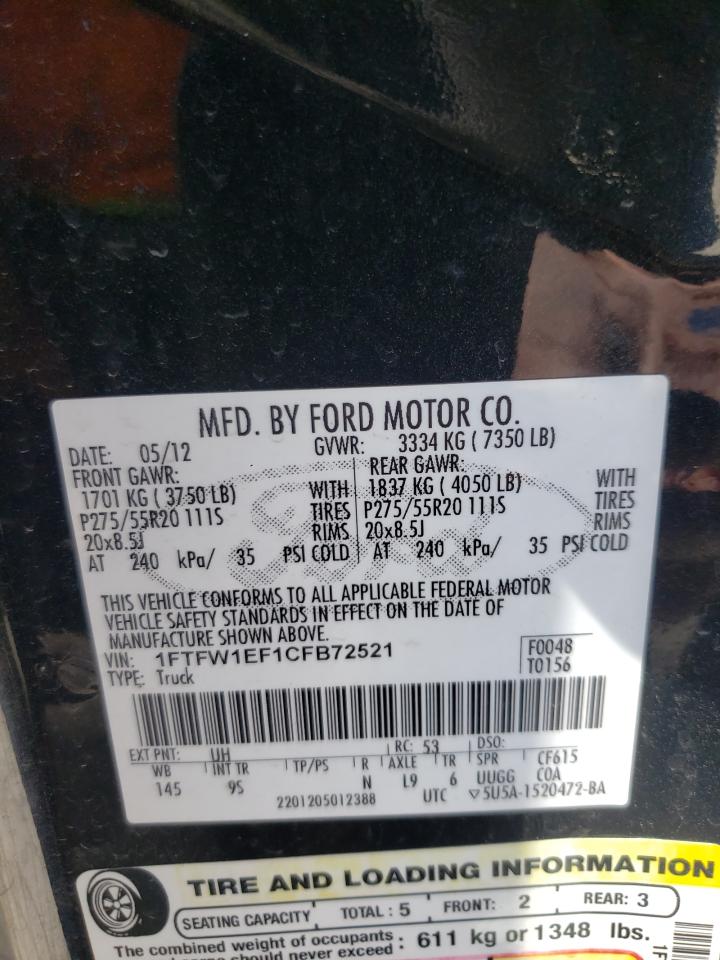 MFD. BY FORD MOTOR CO.
DATE: 05/12 GVWR: 3334 KG ( 7350 LB)
FRONT GAWR: REAR GAWR:
1701 KG ( 3750 LB) WITH 1837 KG ( 4050 LB) WITH
P275/55R20 111S TIRES P275/55R20 111S TIRES
20x8.5J RIMS 20x8.5J RIMS
AT 240 kPa/ 35 PSI COLD AT 240 kPa/ 35 PSI COLD
Ford
THIS VEHICLE CONFORMS TO ALL APPLICABLE FEDERAL MOTOR
VEHICLE SAFETY STANDARDS IN EFFECT ON THE DATE OF
MANUFACTURE SHOWN ABOVE.
VIN: 1FTFW1EF1CFB72521 F0048
TYPE: Truck T0156
EXT PNT: UH RC: 53 DSO:
WB INT TR TP/PS R AXLE TR SPR CF615
145 9S N L9 6 UUGG COA
2201205012388 UTC ▽5U5A-1520472-BA
TIRE AND LOADING INFORMATION
SEATING CAPACITY TOTAL : 5 FRONT: 2 REAR: 3
The combined weight of occupants : 611 kg or 1348 lbs.
should never exceed
1F